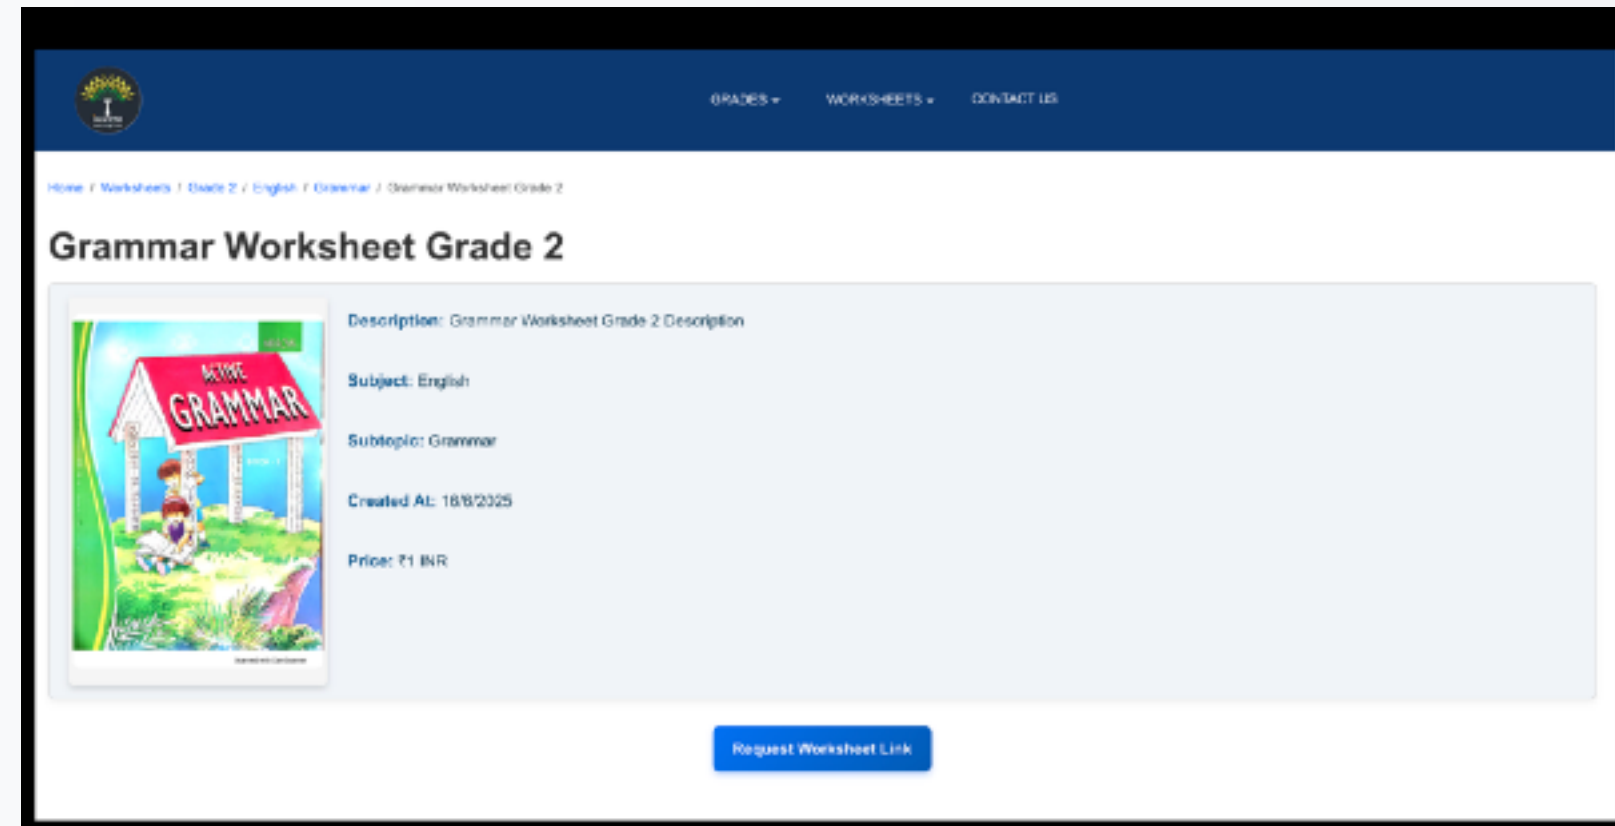 GRADES WORKSHEETS CONTACT US
Home / Worksheets / Grade 2 / English / Grammar / Grammar Worksheet Grade 2
Grammar Worksheet Grade 2
ACTIVE
GRAMMAR
Description: Grammar Worksheet Grade 2 Description
Subject: English
Subtopic: Grammar
Created At: 16/6/2025
Price: ₹1 INR
Request Worksheet Link